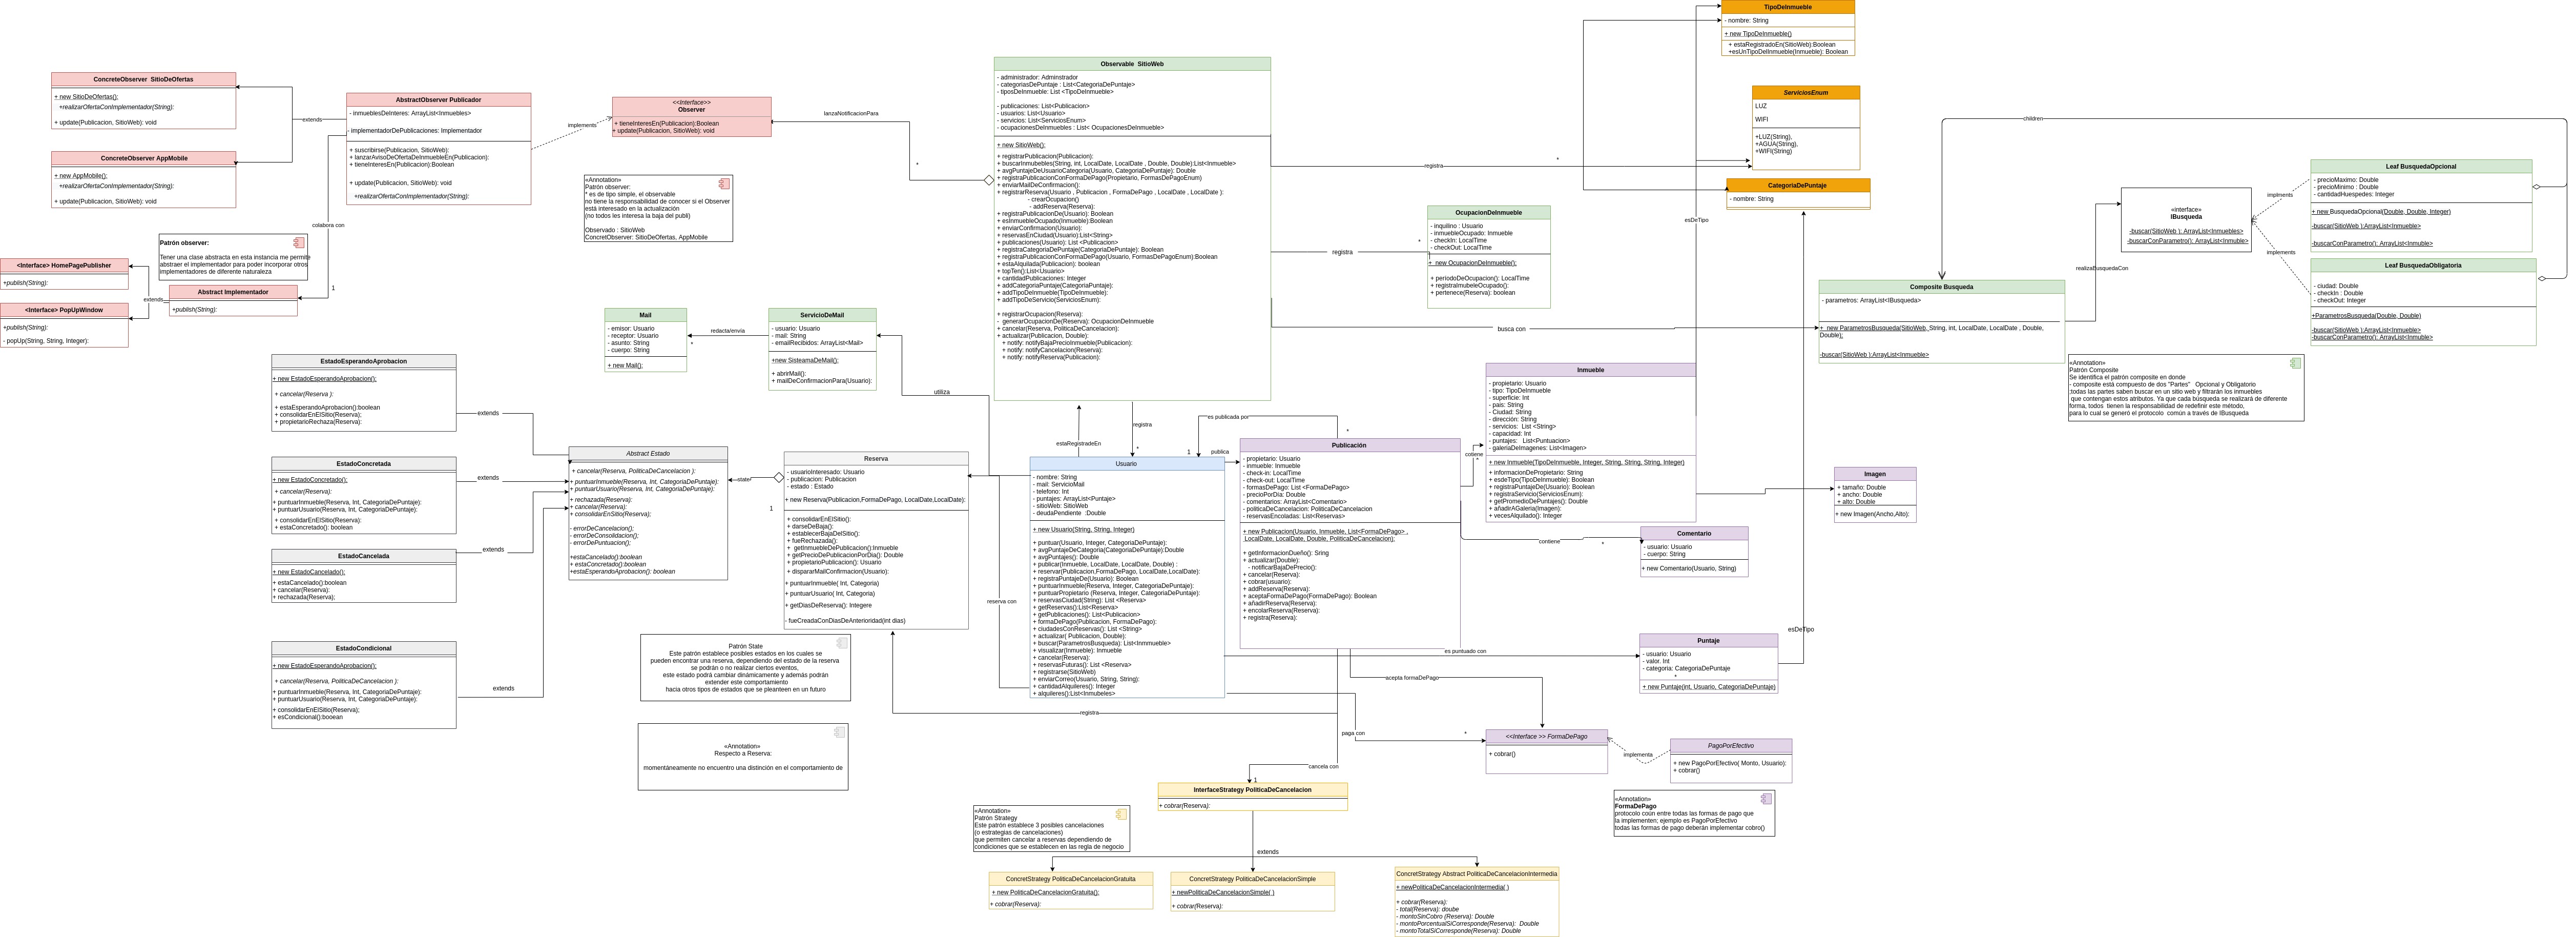 TipoDeInmueble
- nombre: String
+ new TipoDeInmueble()
+ estaRegistradoEn(SitioWeb):Boolean
+esUnTipoDeInmueble(Inmueble): Boolean
ServiciosEnum
LUZ
WIFI
+LUZ(String),
+AGUA(String),
+WIFI(String)
CategoriaDePuntaje
- nombre: String
ConcreteObserver  SitioDeOfertas
+ new SitioDeOfertas();
+realizarOfertaConImplementador(String):
+ update(Publicacion, SitioWeb): void
ConcreteObserver AppMobile
+ new AppMobile();
+realizarOfertaConImplementador(String):
+ update(Publicacion, SitioWeb): void
extends
AbstractObserver Publicador
- inmueblesDeInteres: ArrayList<Inmuebles>
- implementadorDePublicaciones: Implementador
+ suscribirse(Publicacion, SitioWeb):
+ lanzarAvisoDeOfertaDeInmuebleEn(Publicacion):
+ tieneInteresEn(Publicacion):Boolean
+ update(Publicacion, SitioWeb): void
+realizarOfertaConImplementador(String):
implements
<<Interface>>
Observer
+ tieneInteresEn(Publicacion):Boolean
+ update(Publicacion, SitioWeb): void
lanzaNotificacionPara
*
«Annotation»
Patrón observer:
* es de tipo simple, el observable
no tiene la responsabilidad de conocer si el Observer
está interesado en la actualización
(no todos les interesa la baja del publi)
Observado : SitioWeb
ConcretObserver: SitioDeOfertas, AppMobile
colabora con
1
Patrón observer:
Tener una clase abstracta en esta instancia me permite
abstraer el implementador para poder incorporar otros
implementadores de diferente naturaleza
<Interface> HomePagePublisher
+publish(String):
<Interface> PopUpWindow
+publish(String):
- popUp(String, String, Integer):
extends
Abstract Implementador
+publish(String):
Observable  SitioWeb
- administrador: Adminstrador
- categoriasDePuntaje : List<CategoriaDePuntaje>
- tiposDeInmueble: List <TipoDeInmueble>
- publicaciones: List<Publicacion>
- usuarios: List<Usuario>
- servicios: List<ServiciosEnum>
- ocupacionesDeInmuebles : List< OcupacionesDeInmueble>
+ new SitioWeb();
+ registrarPublicacion(Publicacion):
+ buscarInmubebles(String, int, LocalDate, LocalDate , Double, Double):List<Inmueble>
+ avgPuntajeDeUsuarioCategoria(Usuario, CategoriaDePuntaje): Double
+ registraPublicacionConFormaDePago(Propietario, FormasDePagoEnum)
+ enviarMailDeConfirmacion():
+ registrarReserva(Usuario , Publicacion , FormaDePago , LocalDate , LocalDate ):
- crearOcupacion()
- addReserva(Reserva):
+ registraPublicacionDe(Usuario): Boolean
+ esInmuebleOcupado(Inmueble):Boolean
+ enviarConfirmacion(Usuario):
+ reservasEnCiudad(Usuario):List<String>
+ publicaciones(Usuario): List <Publicacion>
+ registraCategoriaDePuntaje(CategoriaDePuntaje): Boolean
+ registraPublicacionConFormaDePago(Usuario, FormasDePagoEnum):Boolean
+ estaAlquilada(Publicacion): boolean
+ topTen():List<Usuario>
+ cantidadPublicaciones: Integer
+ addCategoriaPuntaje(CategoriaPuntaje):
+ addTipoDeInmueble(TipoDeInmueble):
+ addTipoDeServicio(ServiciosEnum):
+ registrarOcupacion(Reserva):
-  generarOcupacionDe(Reserva): OcupacionDeInmueble
+ cancelar(Reserva, PoliticaDeCancelacion):
+ actualizar(Publicacion, Double):
+ notify: notifyBajaPrecioInmueble(Publicacion):
+ notify: notifyCancelacion(Reserva):
+ notify: notifyReserva(Publicacion):
registra
*
esDeTipo
OcupacionDeInmueble
- inquilino : Usuario
- inmuebleOcupado: Inmueble
- checkIn: LocalTime
- checkOut: LocalTime
+  new OcupacionDeInmueble();
+ periodoDeOcupacion(): LocalTime
+ registraImubeleOcupado():
+ pertenece(Reserva): boolean
registra
*
busca con
children
Leaf BusquedaOpcional
- precioMaximo: Double
- precioMinimo : Double
- cantidadHuespedes: Integer
+ new BusquedaOpcional(Double, Double, Integer)
-buscar(SitioWeb ):ArrayList<Inmueble>
-buscarConParametro(): ArrayList<Inmuble>
Leaf BusquedaObligatoria
- ciudad: Double
- checkIn : Double
- checkOut: Integer
+ParametrosBusqueda(Double, Double)
-buscar(SitioWeb ):ArrayList<Inmueble>
-buscarConParametro(): ArrayList<Inmuble>
implments
implements
«interface»
IBusqueda
-buscar(SitioWeb ): ArrayList<Inmuebles>
-buscarConParametro(): ArrayList<Inmuble>
realizaBusquedaCon
Composite Busqueda
- parametros: ArrayList<IBusqueda>
+  new ParametrosBusqueda(SitioWeb, String, int, LocalDate, LocalDate , Double,
Double);
-buscar(SitioWeb ):ArrayList<Inmueble>
«Annotation»
Patrón Composite
Se identifica el patrón composite en donde
- composite está compuesto de dos "Partes"   Opcional y Obligatorio
;todas las partes saben buscar en un sitio web y filtrarán los inmuebles
que contengan estos atributos. Ya que cada búsqueda se realizará de diferente
forma, todos  tienen la responsabilidad de redefinir este método,
para lo cual se generó el protocolo  común a través de IBusqueda
Mail
- emisor: Usuario
- receptor: Usuario
- asunto: String
- cuerpo: String
+ new Mail();
redacta/envia
*
ServicioDeMail
- usuario: Usuario
- mail: String
- emailRecibidos: ArrayList<Mail>
+new SisteamaDeMail();
+ abrirMail():
+ mailDeConfirmacionPara(Usuario):
utiliza
EstadoEsperandoAprobacion
+ new EstadoEsperandoAprobacion();
+ cancelar(Reserva ):
+ estaEsperandoAprobacion():boolean
+ consolidarEnElSitio(Reserva);
+ propietarioRechaza(Reserva):
extends
EstadoConcretada
+ new EstadoConcretado();
+ cancelar(Reserva):
+ puntuarInmueble(Reserva, Int, CategoriaDePuntaje):
+ puntuarUsuario(Reserva, Int, CategoriaDePuntaje):
+ consolidarEnElSitio(Reserva):
+ estaConcretado(): boolean
extends
EstadoCancelada
+ new EstadoCancelado();
+ estaCancelado():boolean
+ cancelar(Reserva):
+ rechazada(Reserva);
extends
EstadoCondicional
+ new EstadoEsperandoAprobacion();
+ cancelar(Reserva, PoliticaDeCancelacion ):
+ puntuarInmueble(Reserva, Int, CategoriaDePuntaje):
+ puntuarUsuario(Reserva, Int, CategoriaDePuntaje):
+ consolidarEnElSitio(Reserva);
+ esCondicional():booean
extends
Abstract Estado
+ cancelar(Reserva, PoliticaDeCancelacion ):
+ puntuarInmueble(Reserva, Int, CategoriaDePuntaje):
+ puntuarUsuario(Reserva, Int, CategoriaDePuntaje):
+ rechazada(Reserva):
+ cancelar(Reserva):
+ consolidarEnSitio(Reserva);
- errorDeCancelacion();
- errorDeConsolidacion();
- errorDePuntuacion();
+estaCancelado():boolean
+ estaConcretado():boolean
+estaEsperandoAprobacion(): boolean
state
1
Reserva
- usuarioInteresado: Usuario
- publicacion: Publicacion
- estado : Estado
+ new Reserva(Publicacion,FormaDePago, LocalDate,LocalDate):
+ consolidarEnElSitio():
+ darseDeBaja():
+ establecerBajaDelSitio():
+ fueRechazada():
+  getInmuebleDePublicacion():Inmueble
+ getPrecioDePublicacionPorDia(): Double
+ propietarioPublicacion(): Usuario
+ dispararMailConfirmacion(Usuario):
+ puntuarInmueble( Int, Categoria)
+ puntuarUsuario( Int, Categoria)
+ getDiasDeReserva(): Integere
- fueCreadaConDiasDeAnterioridad(int dias)
Patrón State
Este patrón establece posibles estados en los cuales se
pueden encontrar una reserva, dependiendo del estado de la reserva
se podrán o no realizar ciertos eventos,
este estado podrá cambiar dinámicamente y además podrán
extender este comportamiento
hacia otros tipos de estados que se planteen en un futuro
«Annotation»
Respecto a Reserva:
momentáneamente no encuentro una distinción en el comportamiento de
estaRegistradeEn
registra
*
reserva con
Usuario
- nombre: String
- mail: ServicioMail
- telefono: Int
- puntajes: ArrayList<Puntaje>
- sitioWeb: SitioWeb
- deudaPendiente  :Double
+ new Usuario(String, String, Integer)
+ puntuar(Usuario, Integer, CategoriaDePuntaje):
+ avgPuntajeDeCategoria(CategoriaDePuntaje):Double
+ avgPuntajes(): Double
+ publicar(Inmueble, LocalDate, LocalDate, Double) :
+ reservar(Publicacion,FormaDePago, LocalDate,LocalDate):
+ registraPuntajeDe(Usuario): Boolean
+ puntuarInmueble(Reserva, Integer, CategoriaDePuntaje):
+ puntuarPropietario (Reserva, Integer, CategoriaDePuntaje):
+ reservasCiudad(String): List <Reserva>
+ getReservas():List<Reserva>
+ getPublicaciones(): List<Publicacion>
+ formaDePago(Publicacion, FormaDePago):
+ ciudadesConReservas(): List <String>
+ actualizar( Publicacion, Double):
+ buscar(ParametrosBusqueda): List<Inmmueble>
+ visualizar(Inmueble): Inmueble
+ cancelar(Reserva):
+ reservasFuturas(): List <Reserva>
+ registrarse(SitioWeb)
+ enviarCorreo(Usuario, String, String):
+ cantidadAlquileres(): Integer
+ alquileres():List<Inmubeles>
es publicada por
1
*
publica
Publicación
- propietario: Usuario
- inmueble: Inmueble
- check-in: LocalTime
- check-out: LocalTime
- formasDePago: List <FormaDePago>
- precioPorDia: Double
- comentarios: ArrayList<Comentario>
- politicaDeCancelacion: PoliticaDeCancelacion
- reservasEncoladas: List<Reservas>
+ new Publicacion(Usuario, Inmueble, List<FormaDePago> ,
LocalDate, LocalDate, Double, PoliticaDeCancelacion);
+ getInformacionDueño(): Sring
+ actualizar(Double):
- notificarBajaDePrecio():
+ cancelar(Reserva):
+ cobrar(usuario):
+ addReserva(Reserva):
+ aceptaFormaDePago(FormaDePago): Boolean
+ añadirReserva(Reserva):
+ encolarReserva(Reserva):
+ registra(Reserva):
cotiene
*
Inmueble
- propietario: Usuario
- tipo: TipoDeInmueble
- superficie: Int
- pais: String
- Ciudad: String
- dirección: String
- servicios:  List <String>
- capacidad: Int
- puntajes:   List<Puntuacion>
- galeriaDeImagenes: List<Imagen>
+ new Inmueble(TipoDeInmueble, Integer, String, String, String, Integer)
+ informacionDePropietario: String
+ esdeTipo(TipoDeInmueble): Boolean
+ registraPuntajeDe(Usuario): Boolean
+ registraServicio(ServiciosEnum):
+ getPromedioDePuntajes(): Double
+ añadirAGaleria(Imagen):
+ vecesAlquilado(): Integer
Imagen
+ tamaño: Double
+ ancho: Double
+ alto: Double
+ new Imagen(Ancho,Alto):
contiene
*
Comentario
- usuario: Usuario
- cuerpo: String
+ new Comentario(Usuario, String)
esDeTipo
es puntuado con
Puntaje
- usuario: Usuario
- valor. Int
- categoria: CategoriaDePuntaje
+
+ new Puntaje(int, Usuario, CategoriaDePuntaje)
acepta formaDePago
registra
paga con
*
<<Interface >> FormaDePago
+ cobrar()
implementa
PagoPorEfectivo
+ new PagoPorEfectivo( Monto, Usuario):
+ cobrar()
«Annotation»
FormaDePago
protocolo coún entre todas las formas de pago que
la implementen; ejemplo es PagoPorEfectivo
todas las formas de pago deberán implementar cobro()
cancela con
1
InterfaceStrategy PoliticaDeCancelacion
+ cobrar(Reserva):
«Annotation»
Patrón Strategy
Este patrón establece 3 posibles cancelaciones
(o estrategias de cancelaciones)
que permiten cancelar a reservas dependiendo de
condiciones que se establecen en las regla de negocio
extends
ConcretStrategy PoliticaDeCancelacionGratuita
+ new PoliticaDeCancelacionGratuita();
+ cobrar(Reserva):
ConcretStrategy PoliticaDeCancelacionSimple
+ newPoliticaDeCancelacionSimple( )
+ cobrar(Reserva):
ConcretStrategy Abstract PoliticaDeCancelacionIntermedia
+ newPoliticaDeCancelacionIntermedia( )
+ cobrar(Reserva):
- total(Reserva): doube
- montoSinCobro (Reserva): Double
- montoPorcentualSiCorresponde(Reserva):  Double
- montoTotalSiCorresponde(Reserva): Double